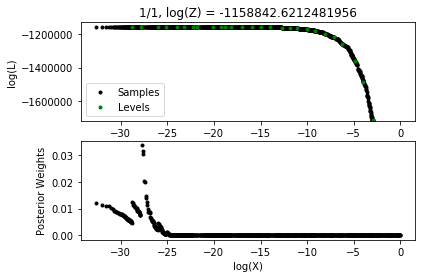 1/1, log(Z) = -1158842.6212481956
log(L)
-1200000
-1400000
-1600000
Samples
Levels
−30 −25 −20 −15 −10 −5 0
Posterior Weights
0.03
0.02
0.01
0.00
−30 −25 −20 −15 −10 −5 0
log(X)